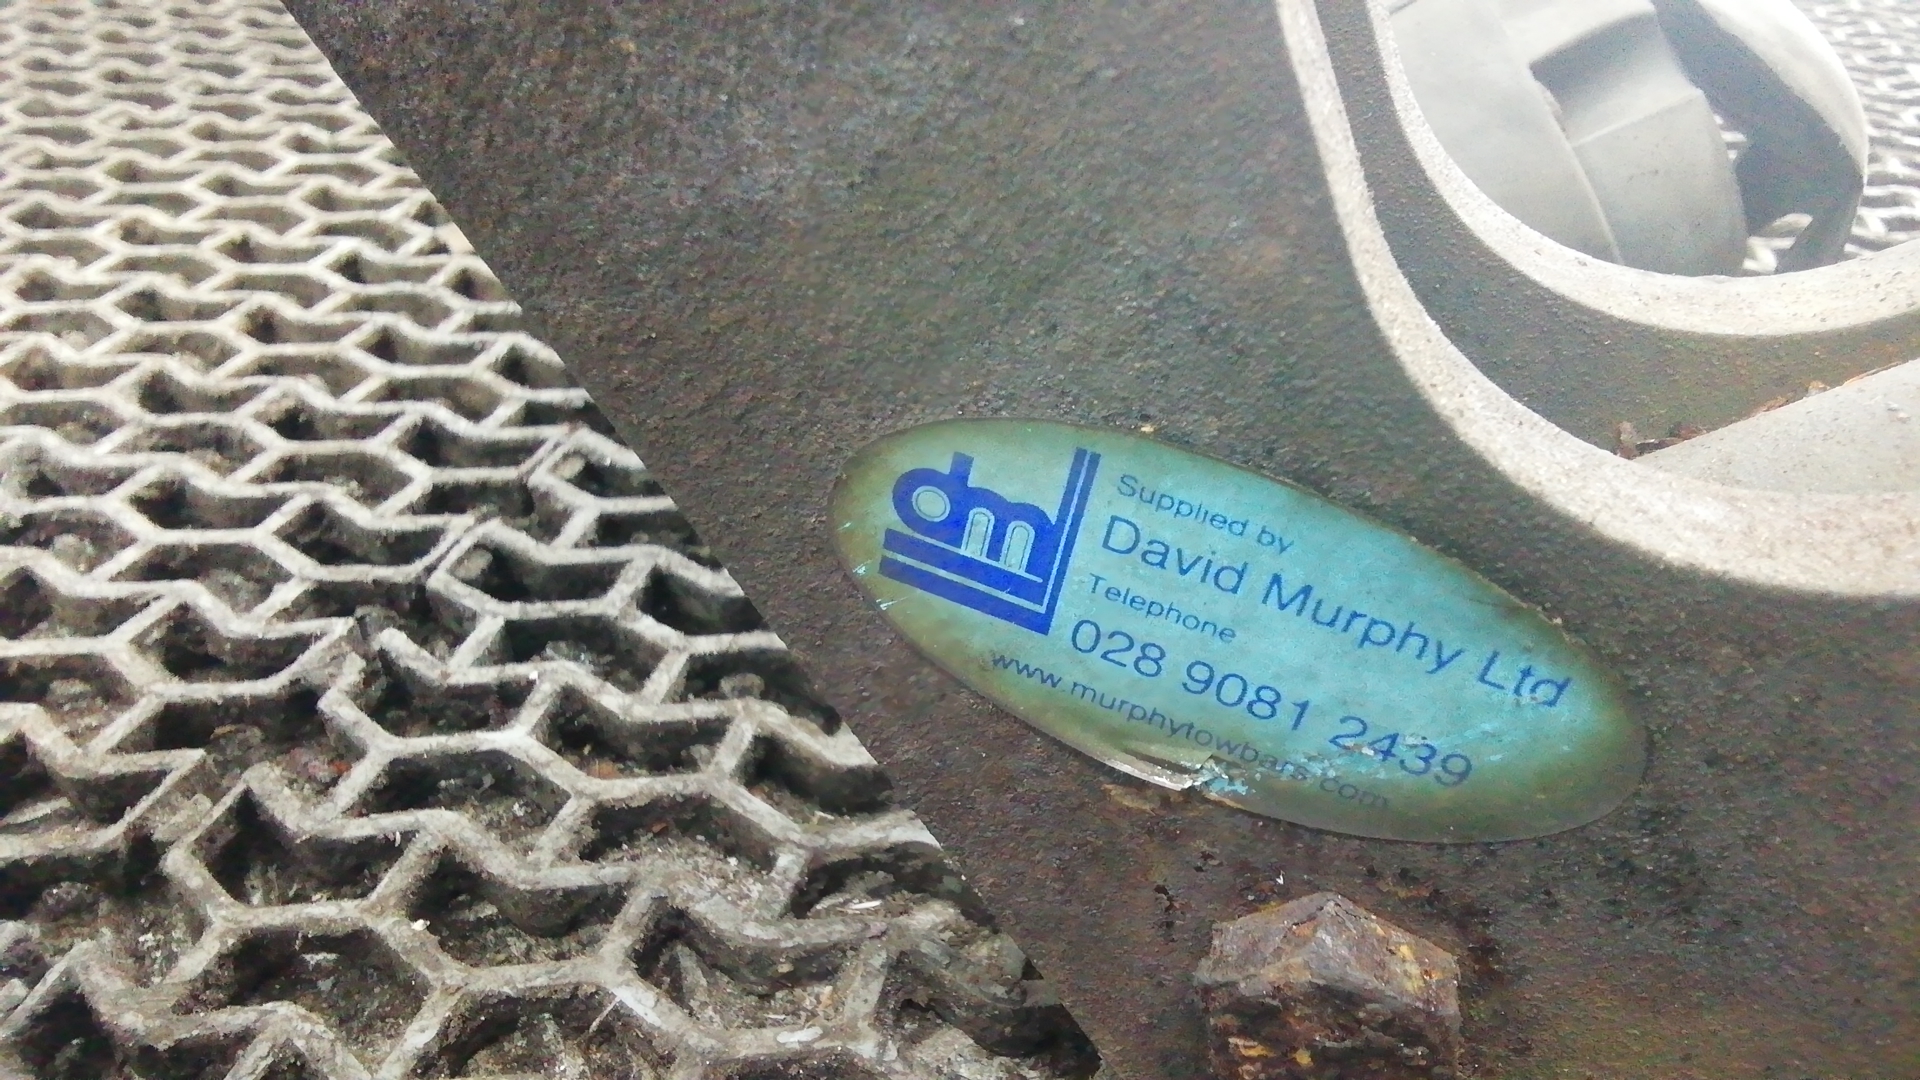 dm
Supplied by
David Murphy Ltd
Telephone
028 9081 2439
www.murphytowbars.com